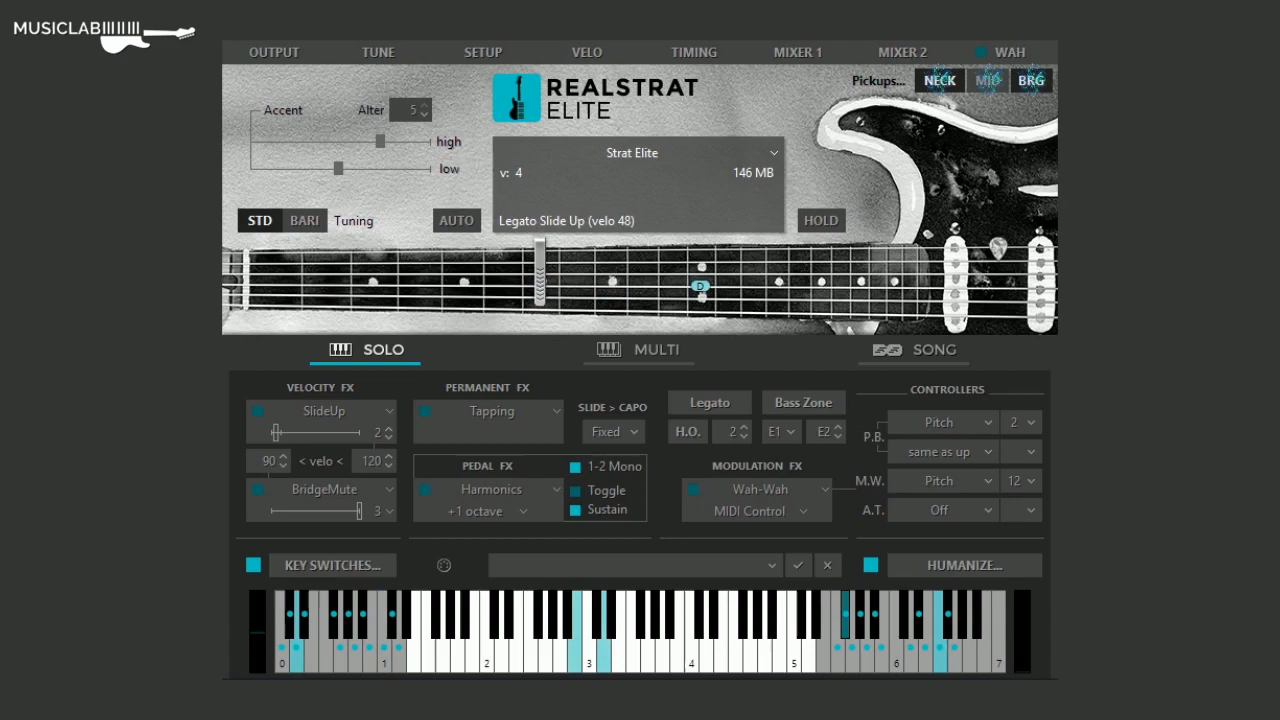 MUSICLAB
OUTPUT TUNE SETUP VELO TIMING MIXER 1 MIXER 2 WAH
Pickups... NECK MID BRG
REALSTRAT
ELITE
Accent Alter 5
high
low
Strat Elite
v: 4 146 MB
STD BARI Tuning AUTO Legato Slide Up (velo 48) HOLD
D
SOLO MULTI SONG
VELOCITY FX PERMANENT FX CONTROLLERS
SlideUp Tapping SLIDE > CAPO Legato Bass Zone
2 Fixed H.O. 2 E1 E2 P.B. Pitch 2
same as up
90 < velo < 120 PEDAL FX 1-2 Mono MODULATION FX
BridgeMute Harmonics Toggle Wah-Wah M.W. Pitch 12
3 +1 octave Sustain MIDI Control A.T. Off
KEY SWITCHES... HUMANIZE...
0 1 2 3 4 5 6 7